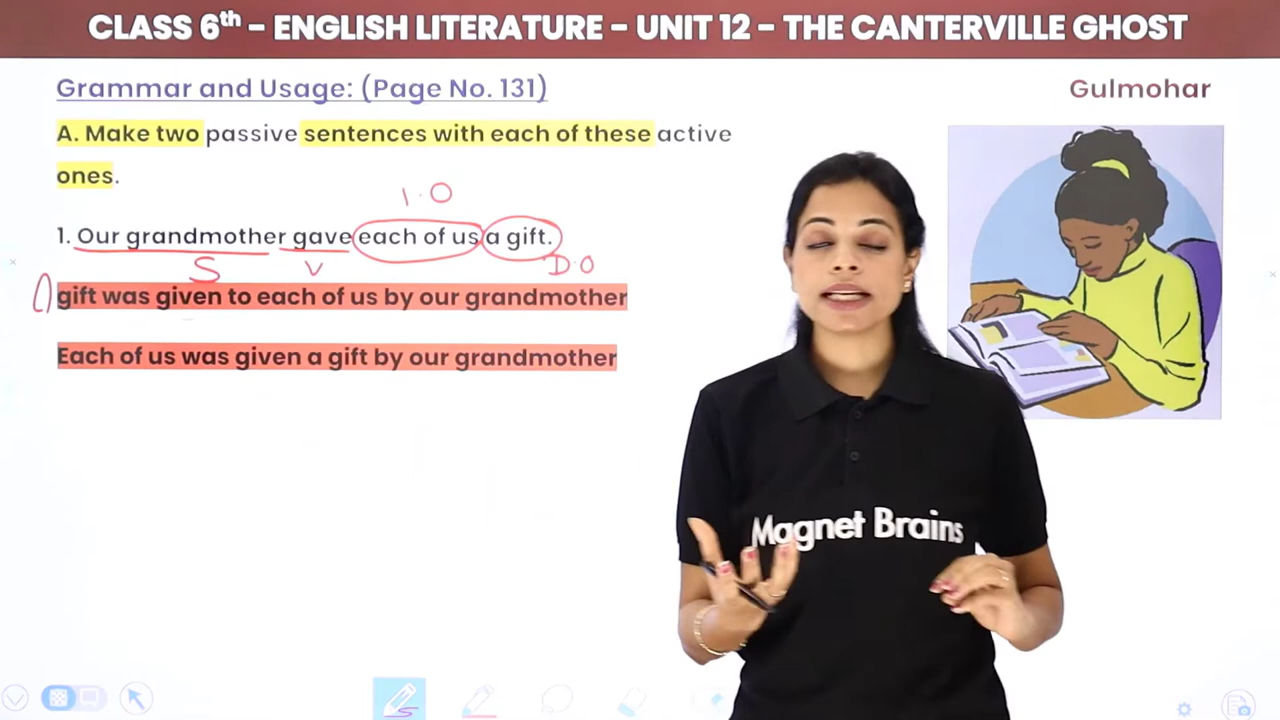 CLASS 6th - ENGLISH LITERATURE - UNIT 12 - THE CANTERVILLE GHOST
Grammar and Usage: (Page No. 131)
Gulmohar
A. Make two passive sentences with each of these active
ones.
I.O
1. Our grandmother gave each of us a gift.
S V D.O
A gift was given to each of us by our grandmother
Each of us was given a gift by our grandmother
Magnet Brains